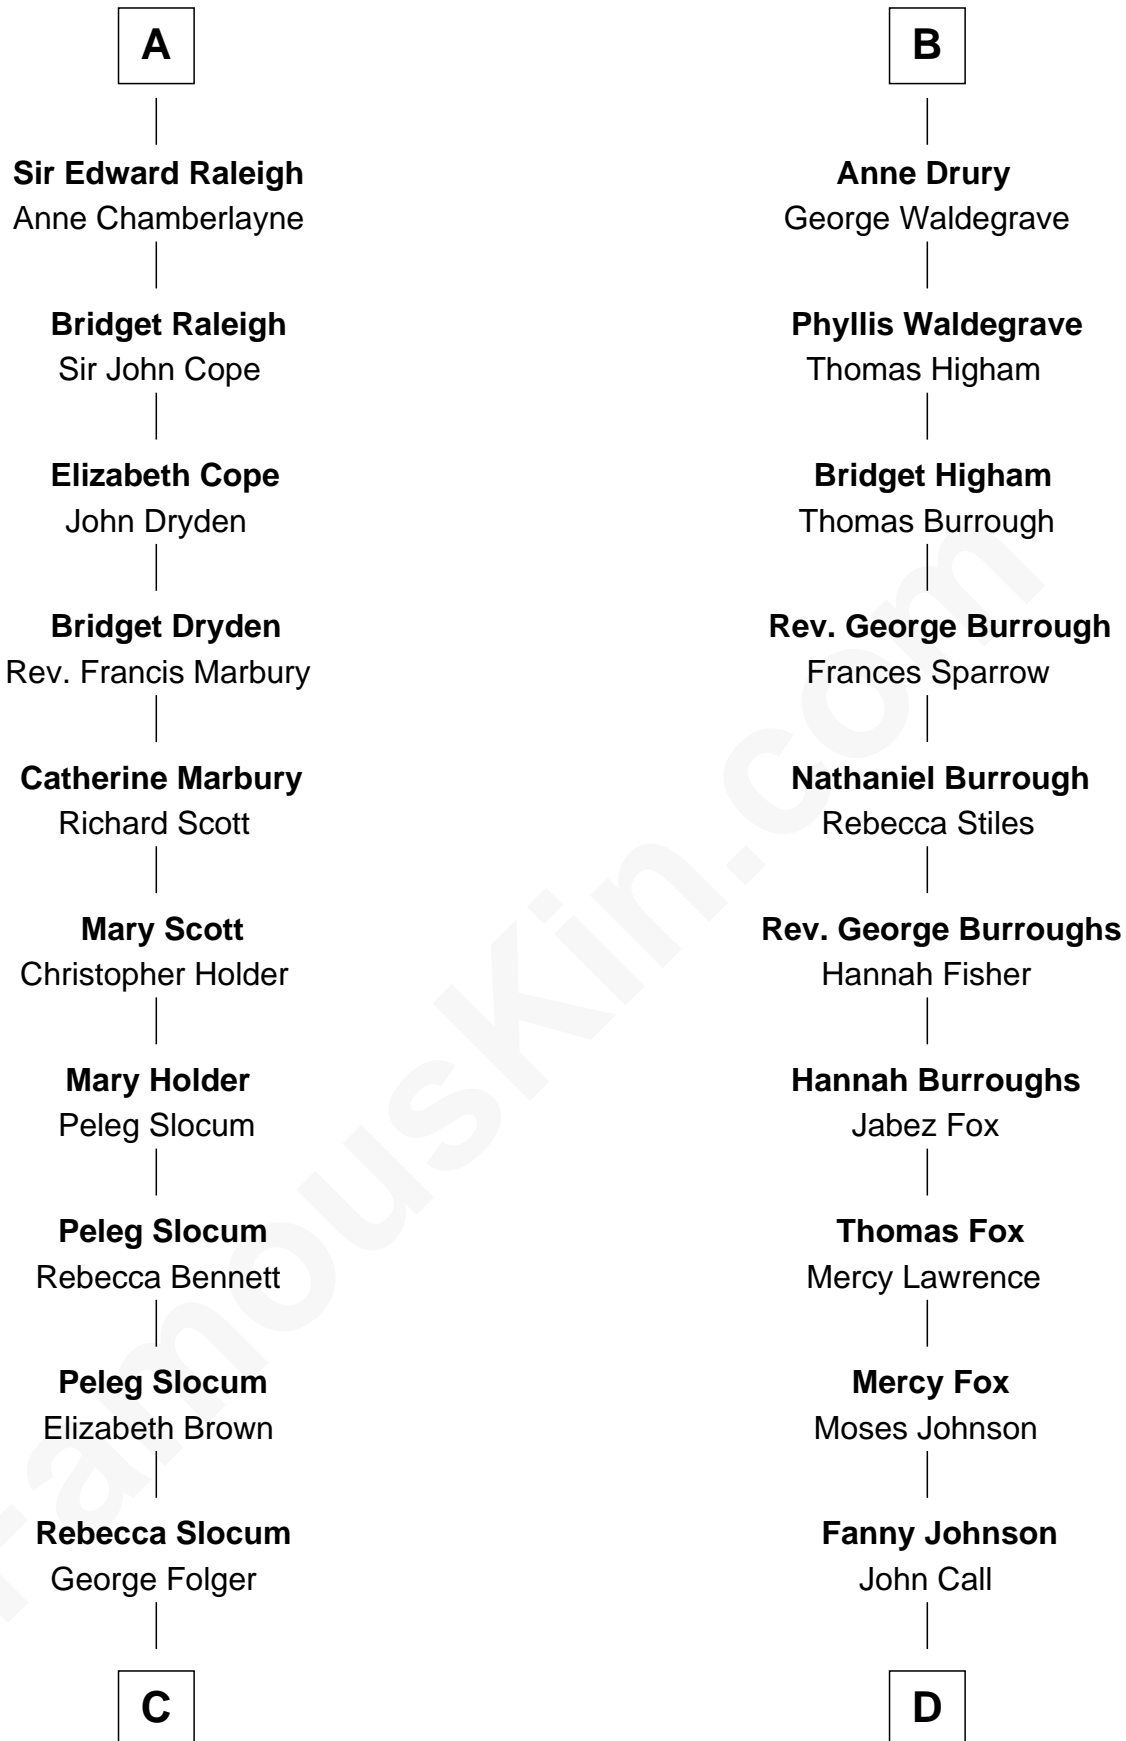 A
Sir Edward Raleigh
Anne Chamberlayne
Bridget Raleigh
Sir John Cope
Elizabeth Cope
John Dryden
Bridget Dryden
Rev. Francis Marbury
Catherine Marbury
Richard Scott
Mary Scott
Christopher Holder
Mary Holder
Peleg Slocum
Peleg Slocum
Rebecca Bennett
Peleg Slocum
Elizabeth Brown
Rebecca Slocum
George Folger
C
B
Anne Drury
George Waldegrave
Phyllis Waldegrave
Thomas Higham
Bridget Higham
Thomas Burrough
Rev. George Burrough
Frances Sparrow
Nathaniel Burrough
Rebecca Stiles
Rev. George Burroughs
Hannah Fisher
Hannah Burroughs
Jabez Fox
Thomas Fox
Mercy Lawrence
Mercy Fox
Moses Johnson
Fanny Johnson
John Call
D
FamousKin.com